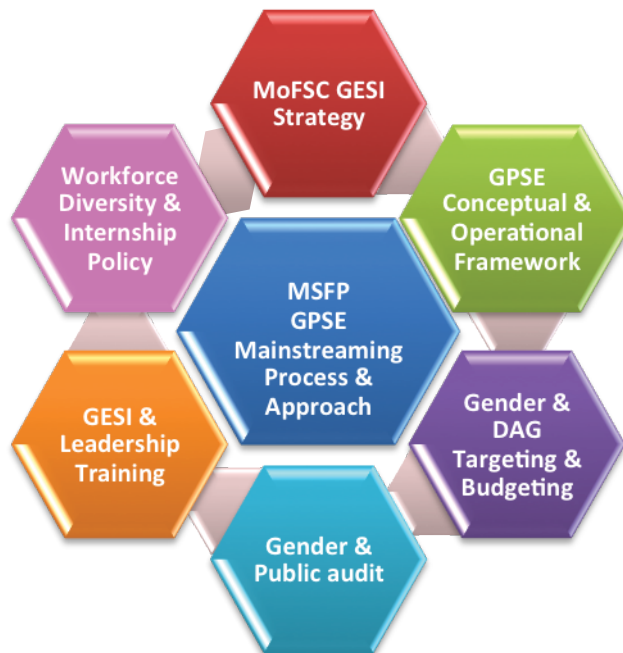 MoFSC GESI
Strategy
GPSE
Conceptual &
Operational
Framework
Gender &
DAG
Targeting &
Budgeting
Gender &
Public audit
GESI &
Leadership
Training
Workforce
Diversity &
Internship
Policy
MSFP
GPSE
Mainstreaming
Process &
Approach